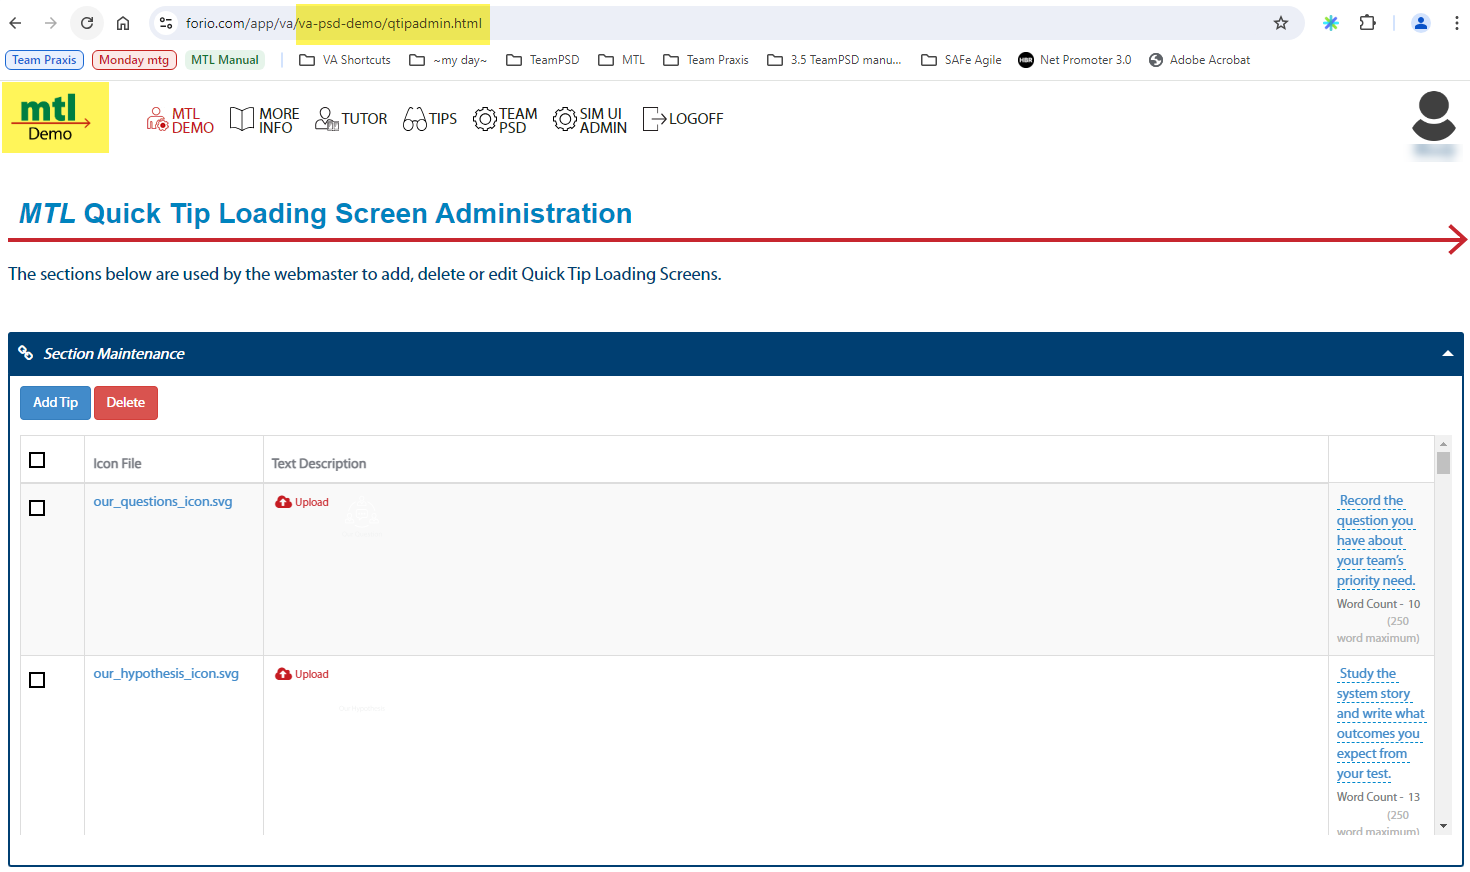 forio.com/app/va/va-psd-demo/qtipadmin.html
Team Praxis Monday mtg MTL Manual VA Shortcuts ~my day~ TeamPSD MTL Team Praxis 3.5 TeamPSD manu... SAFe Agile HBR Net Promoter 3.0 Adobe Acrobat
mtl
Demo
MTL
DEMO
MORE
INFO
TUTOR
TIPS
TEAM
PSD
SIM UI
ADMIN
LOGOFF
MTL Quick Tip Loading Screen Administration
The sections below are used by the webmaster to add, delete or edit Quick Tip Loading Screens.
Section Maintenance
Add Tip Delete
Icon File Text Description
our_questions_icon.svg Upload
Record the
question you
have about
your team’s
priority need.
Word Count - 10
(250
word maximum)
our_hypothesis_icon.svg Upload
Study the
system story
and write what
outcomes you
expect from
your test.
Word Count - 13
(250
word maximum)